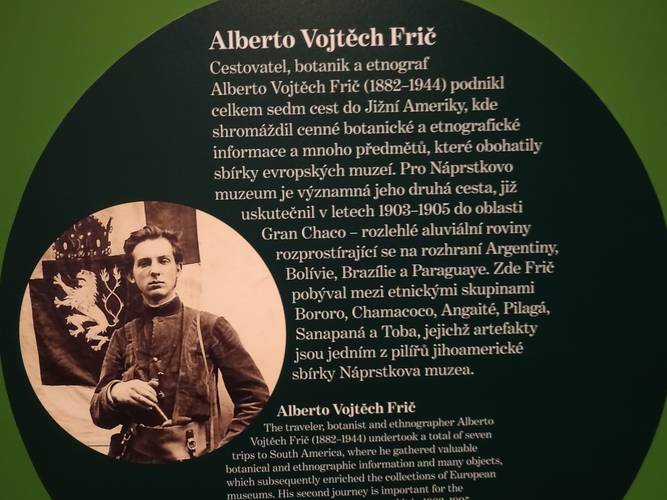 Alberto Vojtěch Frič
Cestovatel, botanik a etnograf
Alberto Vojtěch Frič (1882–1944) podnikl
celkem sedm cest do Jižní Ameriky, kde
shromáždil cenné botanické a etnografické
informace a mnoho předmětů, které obohatily
sbírky evropských muzeí. Pro Náprstkovo
muzeum je významná jeho druhá cesta, již
uskutečnil v letech 1903–1905 do oblasti
Gran Chaco – rozlehlé aluviální roviny
rozprostírající se na rozhraní Argentiny,
Bolívie, Brazílie a Paraguaye. Zde Frič
pobýval mezi etnickými skupinami
Bororo, Chamacoco, Angaité, Pilagá,
Sanapaná a Toba, jejichž artefakty
jsou jedním z pilířů jihoamerické
sbírky Náprstkova muzea.
Alberto Vojtěch Frič
The traveler, botanist and ethnographer Alberto
Vojtěch Frič (1882–1944) undertook a total of seven
trips to South America, where he gathered valuable
botanical and ethnographic information and many objects,
which subsequently enriched the collections of European
museums. His second journey is important for the